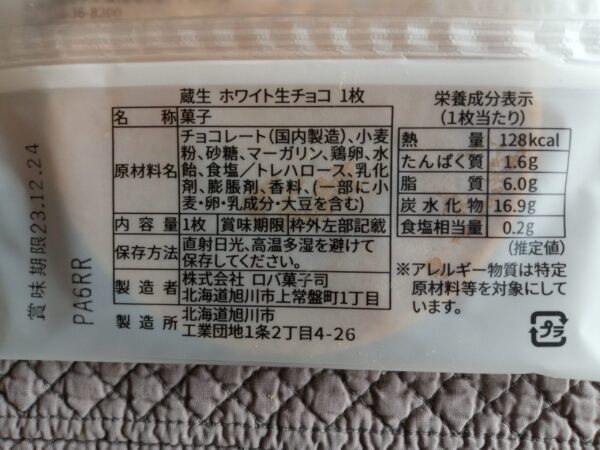 36-8200
蔵生 ホワイト生チョコ 1枚
名称 菓子
原材料名 チョコレート(国内製造)、小麦
粉、砂糖、マーガリン、鶏卵、水
飴、食塩/トレハロース、乳化
剤、膨脹剤、香料、(一部に小
麦・卵・乳成分・大豆を含む)
内容量 1枚 賞味期限 枠外左部記載
保存方法 直射日光、高温多湿を避けて
保存してください。
製造者 株式会社 ロバ菓子司
北海道旭川市上常盤町1丁目
製造所 北海道旭川市
工業団地1条2丁目4-26
栄養成分表示
(1枚当たり)
熱量 128kcal
たんぱく質 1.6g
脂質 6.0g
炭水化物 16.9g
食塩相当量 0.2g
(推定値)
※アレルギー物質は特定
原材料等を対象にして
います。
プラ
賞味期限23.12.24
PA6RR